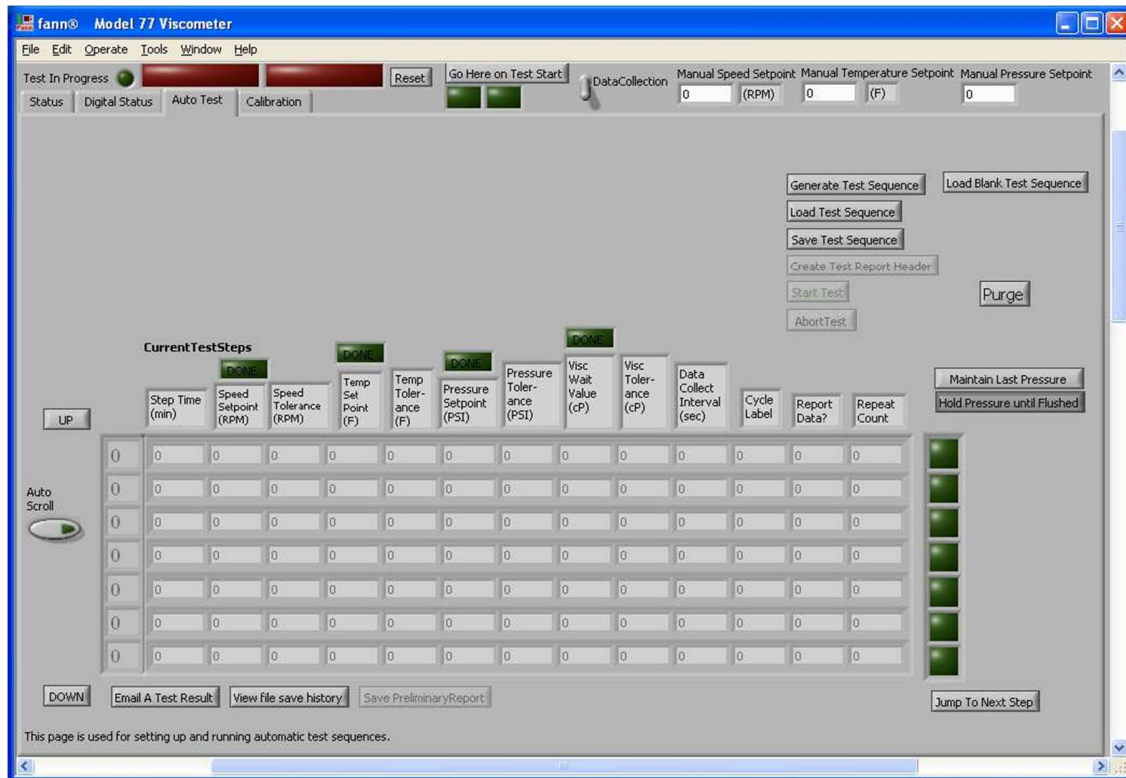 fann® Model 77 Viscometer
File Edit Operate Tools Window Help
Test In Progress Reset Go Here on Test Start DataCollection Manual Speed Setpoint Manual Temperature Setpoint Manual Pressure Setpoint
0 (RPM) 0 (F) 0
Status Digital Status Auto Test Calibration
Generate Test Sequence Load Blank Test Sequence
Load Test Sequence
Save Test Sequence
Create Test Report Header
Start Test Purge
AbortTest
CurrentTestSteps
DONE DONE DONE DONE
Step Time
(min)
Speed
Setpoint
(RPM)
Speed
Tolerance
(RPM)
Temp
Set
Point
(F)
Temp
Toler-
ance
(F)
Pressure
Setpoint
(PSI)
Pressure
Toler-
ance
(PSI)
Visc
Wait
Value
(cP)
Visc
Toler-
ance
(cP)
Data
Collect
Interval
(sec)
Cycle
Label
Report
Data?
Repeat
Count
Maintain Last Pressure
Hold Pressure until Flushed
UP
0 0 0 0 0 0 0 0 0 0 0 0 0 0
0 0 0 0 0 0 0 0 0 0 0 0 0 0
Auto
Scroll
0 0 0 0 0 0 0 0 0 0 0 0 0 0
0 0 0 0 0 0 0 0 0 0 0 0 0 0
0 0 0 0 0 0 0 0 0 0 0 0 0 0
0 0 0 0 0 0 0 0 0 0 0 0 0 0
0 0 0 0 0 0 0 0 0 0 0 0 0 0
DOWN Email A Test Result View file save history Save PreliminaryReport Jump To Next Step
This page is used for setting up and running automatic test sequences.